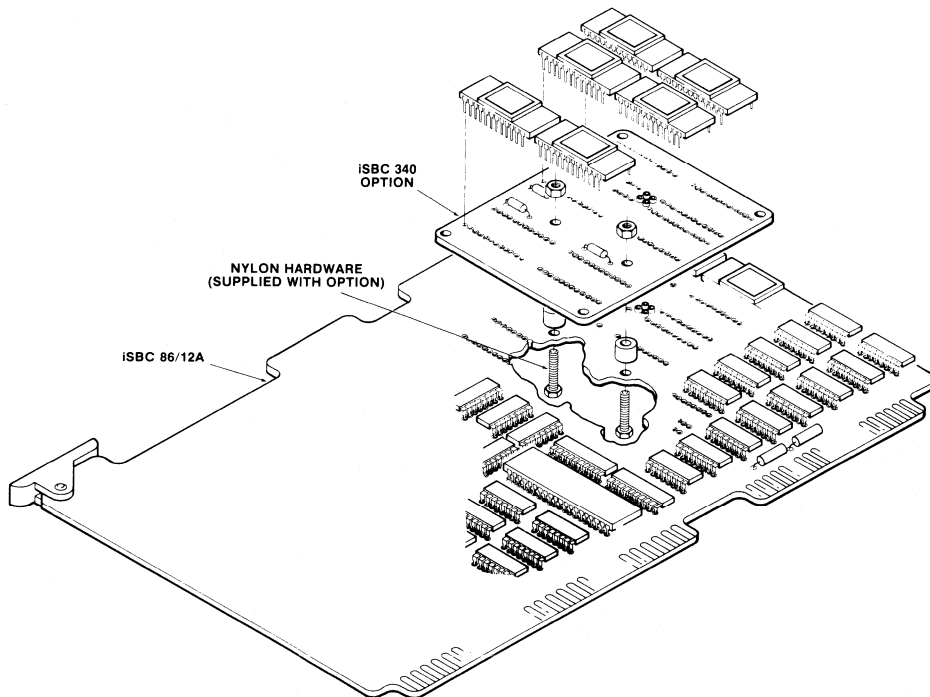 iSBC 340
OPTION
NYLON HARDWARE
(SUPPLIED WITH OPTION)
iSBC 86/12A